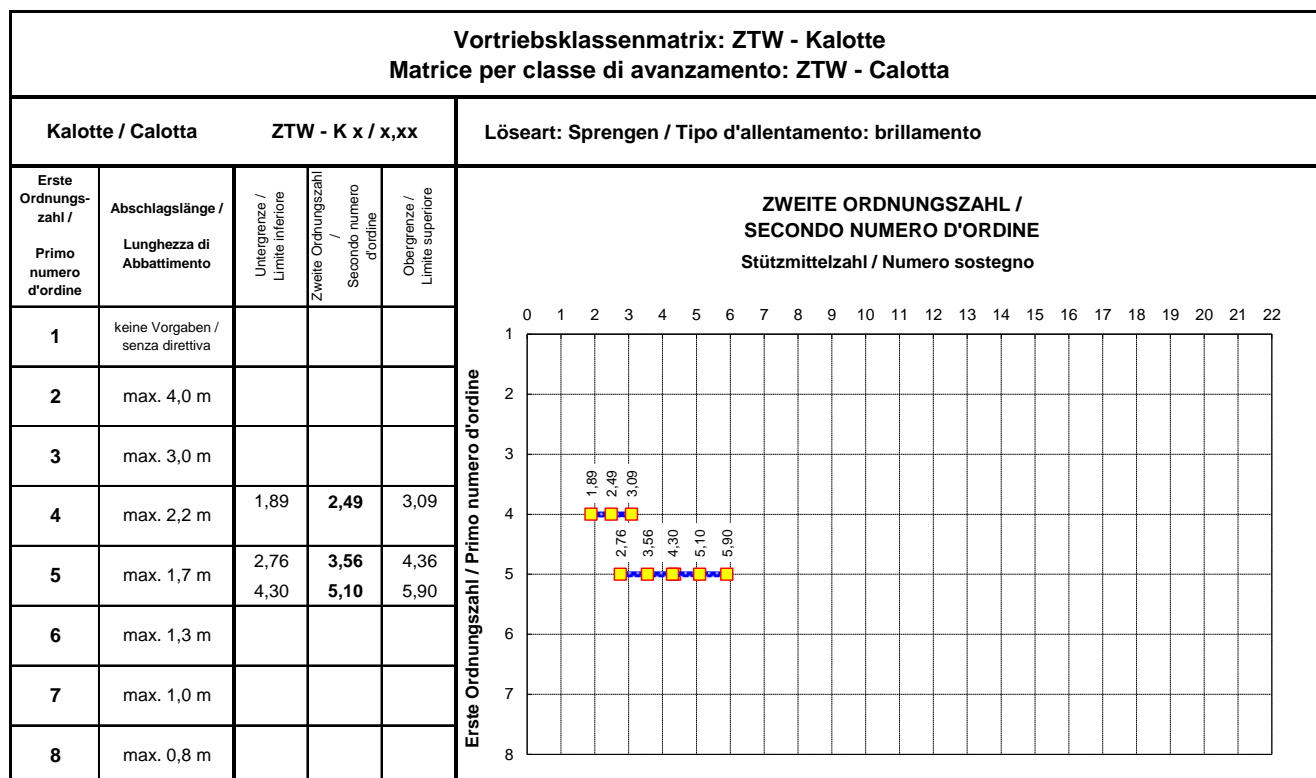 Vortriebsklassenmatrix: ZTW - Kalotte
Matrice per classe di avanzamento: ZTW - Calotta
Kalotte / Calotta ZTW - K x / x,xx
Löseart: Sprengen / Tipo d'allentamento: brillamento
Erste
Ordnungs-
zahl /
Primo
numero
d'ordine
Abschlagslänge /
Lunghezza di
Abbattimento
Untergrenze /
Limite inferiore
Zweite Ordnungszahl
/
Secondo numero
d'ordine
Obergrenze /
Limite superiore
1 keine Vorgaben /
senza direttiva
2 max. 4,0 m
3 max. 3,0 m
4 max. 2,2 m 1,89 2,49 3,09
5 max. 1,7 m 2,76 3,56 4,36
4,30 5,10 5,90
6 max. 1,3 m
7 max. 1,0 m
8 max. 0,8 m
ZWEITE ORDNUNGSZAHL /
SECONDO NUMERO D'ORDINE
Stützmittelzahl / Numero sostegno
0 1 2 3 4 5 6 7 8 9 10 11 12 13 14 15 16 17 18 19 20 21 22
Erste Ordnungszahl / Primo numero d'ordine
1
2
3
1,89 2,49 3,09
4
2,76 3,56 4,30 5,10 5,90
5
6
7
8